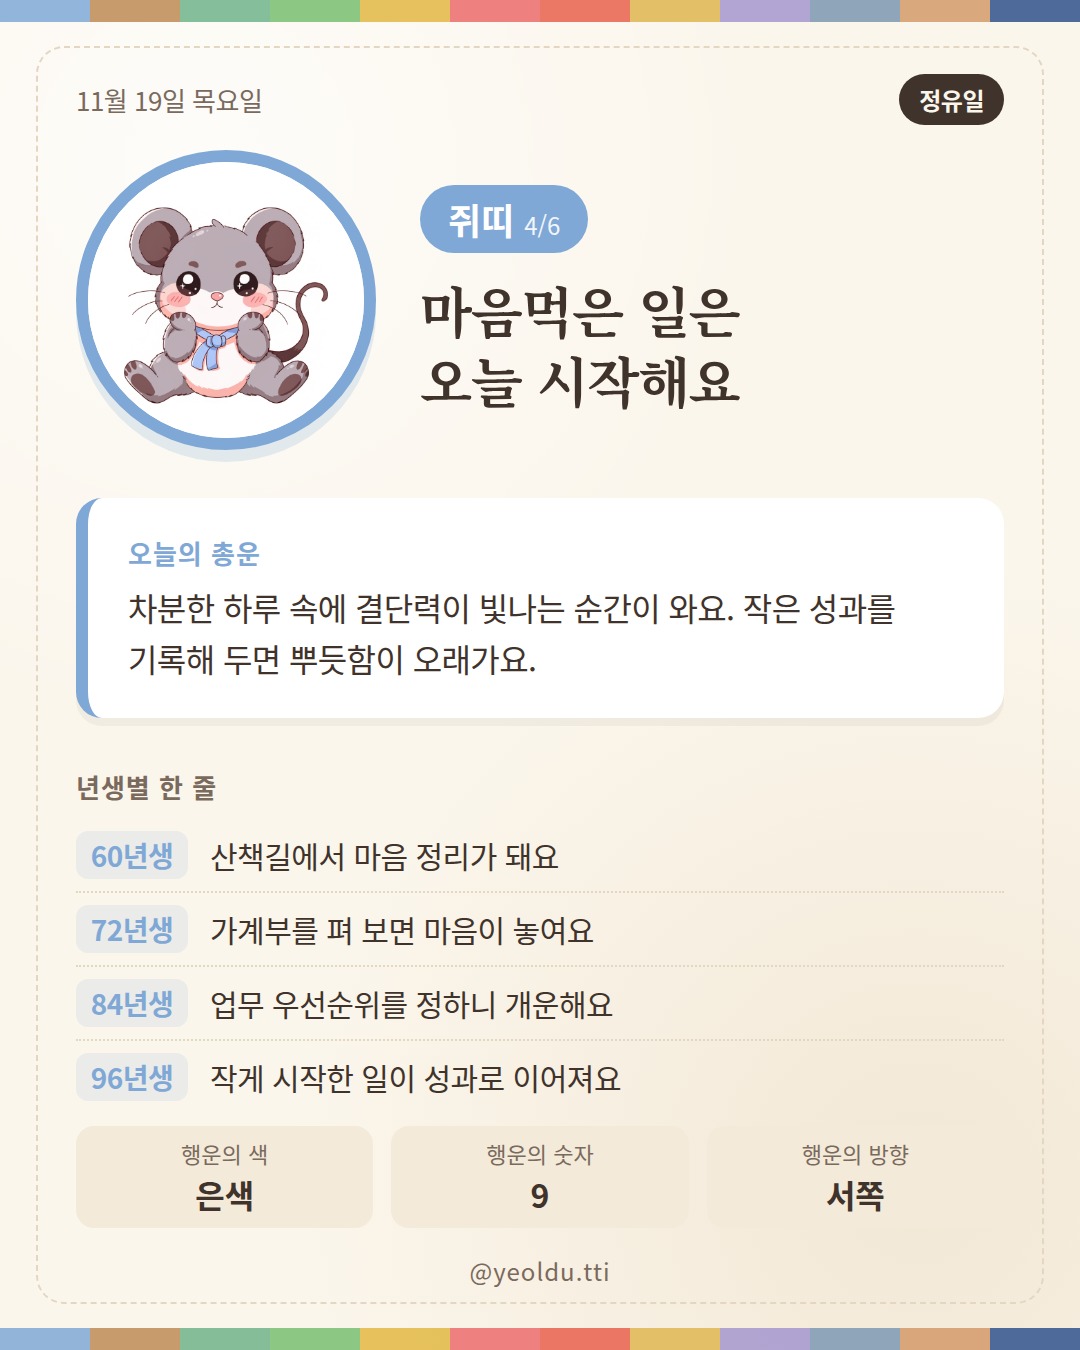 11월 19일 목요일
정유일
쥐띠 4/6
마음먹은 일은
오늘 시작해요
오늘의 총운
차분한 하루 속에 결단력이 빛나는 순간이 와요. 작은 성과를
기록해 두면 뿌듯함이 오래가요.
년생별 한 줄
60년생 산책길에서 마음 정리가 돼요
72년생 가계부를 펴 보면 마음이 놓여요
84년생 업무 우선순위를 정하니 개운해요
96년생 작게 시작한 일이 성과로 이어져요
행운의 색 행운의 숫자 행운의 방향
은색 9 서쪽
@yeoldu.tti